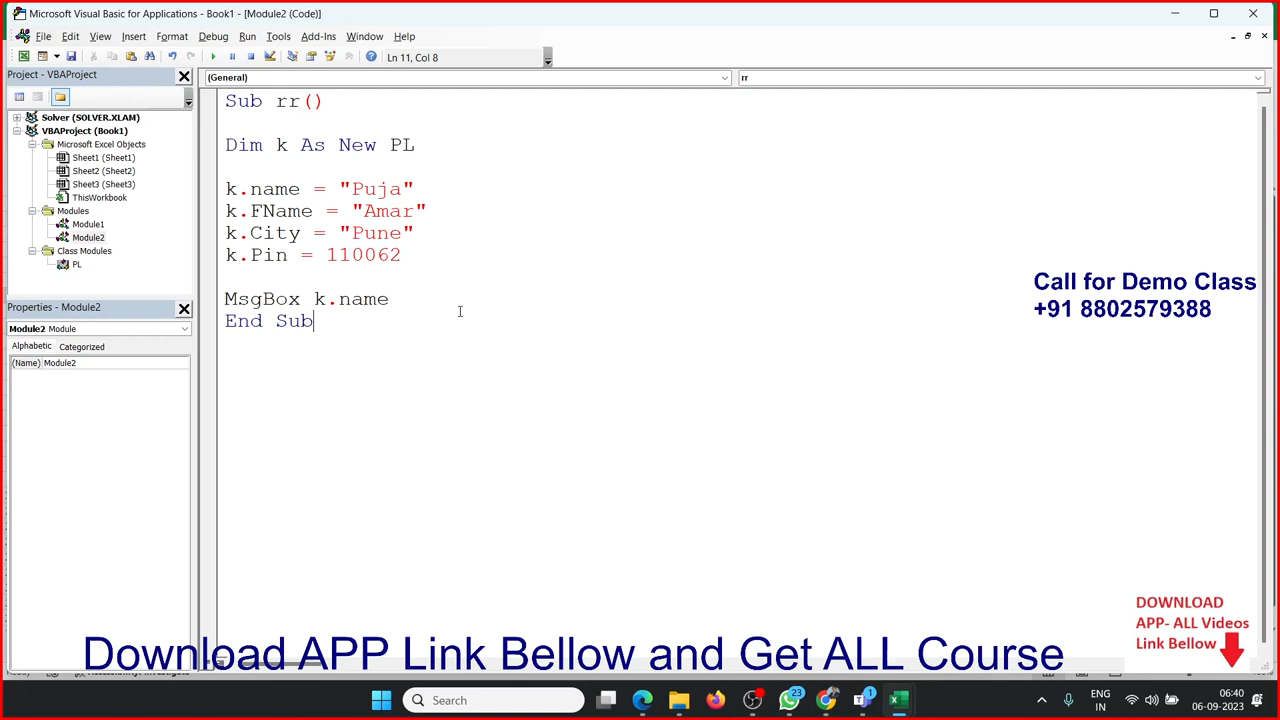 Microsoft Visual Basic for Applications - Book1 - [Module2 (Code)]
File Edit View Insert Format Debug Run Tools Add-Ins Window Help
Ln 11, Col 8
Project - VBAProject
(General)
rr
Solver (SOLVER.XLAM)
VBAProject (Book1)
Microsoft Excel Objects
Sheet1 (Sheet1)
Sheet2 (Sheet2)
Sheet3 (Sheet3)
ThisWorkbook
Modules
Module1
Module2
Class Modules
PL
Properties - Module2
Module2 Module
Alphabetic Categorized
(Name) Module2
Sub rr()
Dim k As New PL
k.name = "Puja"
k.FName = "Amar"
k.City = "Pune"
k.Pin = 110062
MsgBox k.name
End Sub
Call for Demo Class
+91 8802579388
DOWNLOAD
APP- ALL Videos
Link Bellow
Download APP Link Bellow and Get ALL Course
Search
23
1
ENG
IN
06:40
06-09-2023